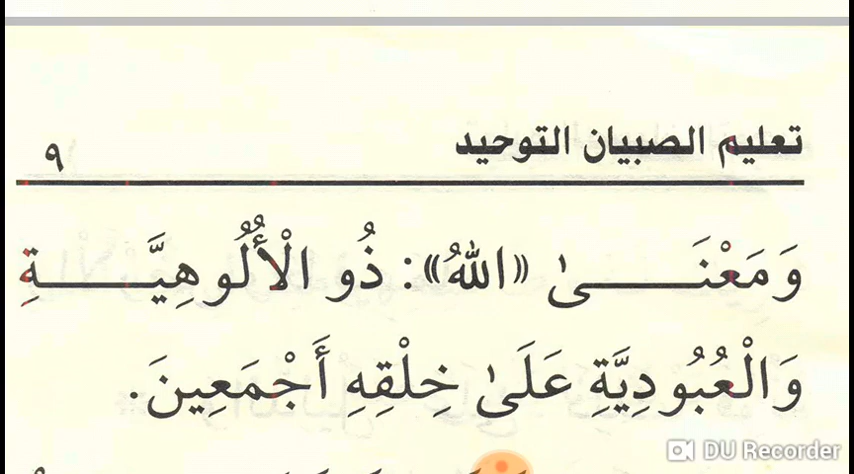 تعليم الصبيان التوحيد
٩
وَمَعْنَىٰ «اللهُ»: ذُو الْأُلُوهِيَّةِ
وَالْعُبُودِيَّةِ عَلَىٰ خِلْقِهِ أَجْمَعِينَ.
DU Recorder